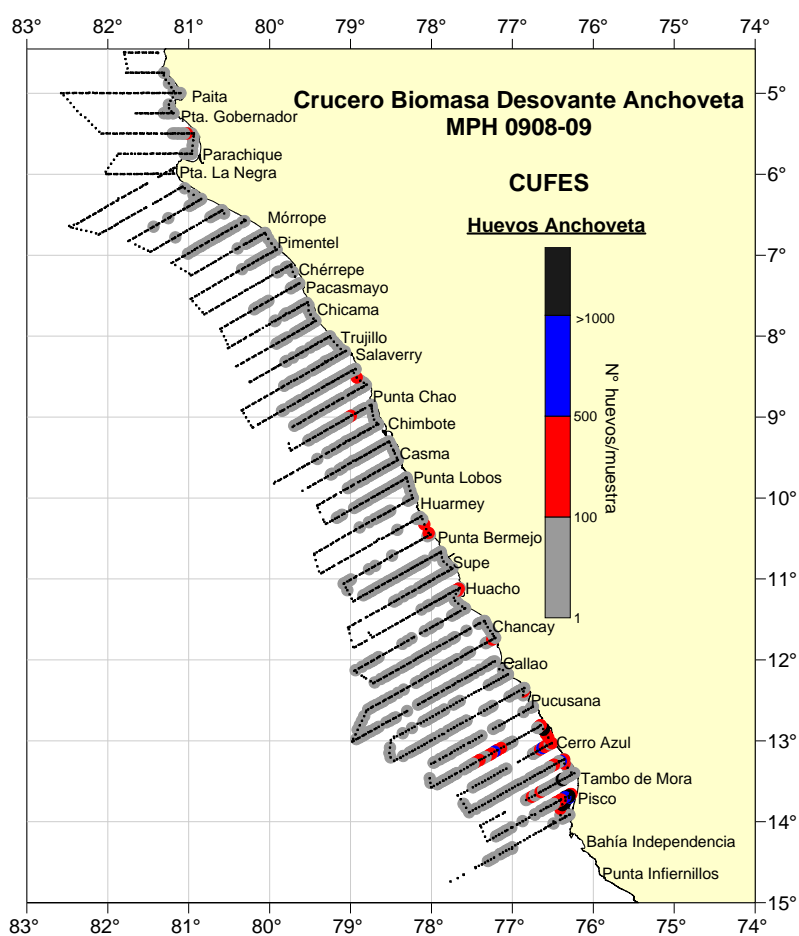 83° 82° 81° 80° 79° 78° 77° 76° 75° 74°
Crucero Biomasa Desovante Anchoveta
MPH 0908-09
CUFES
Huevos Anchoveta
>1000
500
100
1
N° huevos/muestra
Paita
Pta. Gobernador
Parachique
Pta. La Negra
Mórrope
Pimentel
Chérrepe
Pacasmayo
Chicama
Trujillo
Salaverry
Punta Chao
Chimbote
Casma
Punta Lobos
Huarmey
Punta Bermejo
Supe
Huacho
Chancay
Callao
Pucusana
Cerro Azul
Tambo de Mora
Pisco
Bahía Independencia
Punta Infiernillos
5°
6°
7°
8°
9°
10°
11°
12°
13°
14°
15°
83° 82° 81° 80° 79° 78° 77° 76° 75° 74°